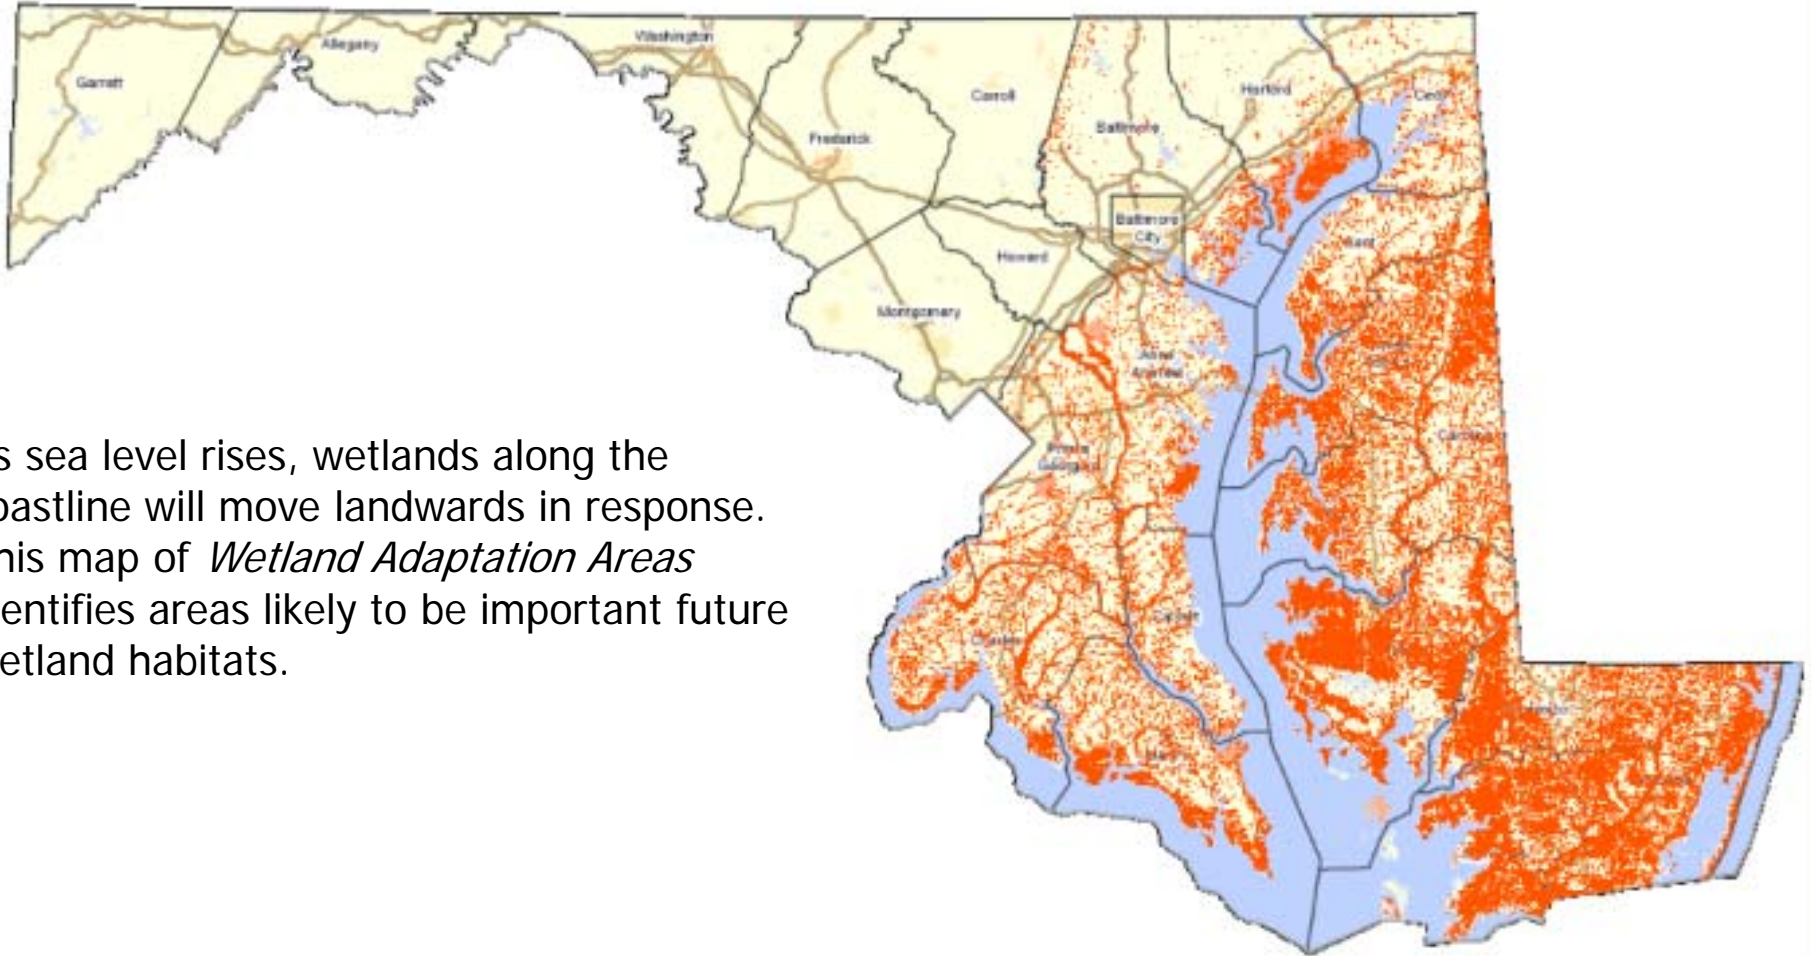 Garrett
Allegany
Washington
Frederick
Carroll
Baltimore
Harford
Cecil
Baltimore
City
Howard
Montgomery
Kent
Anne
Arundel
Prince
George's
Caroline
Calvert
Charles
s sea level rises, wetlands along the
oastline will move landwards in response.
his map of Wetland Adaptation Areas
entifies areas likely to be important future
etland habitats.